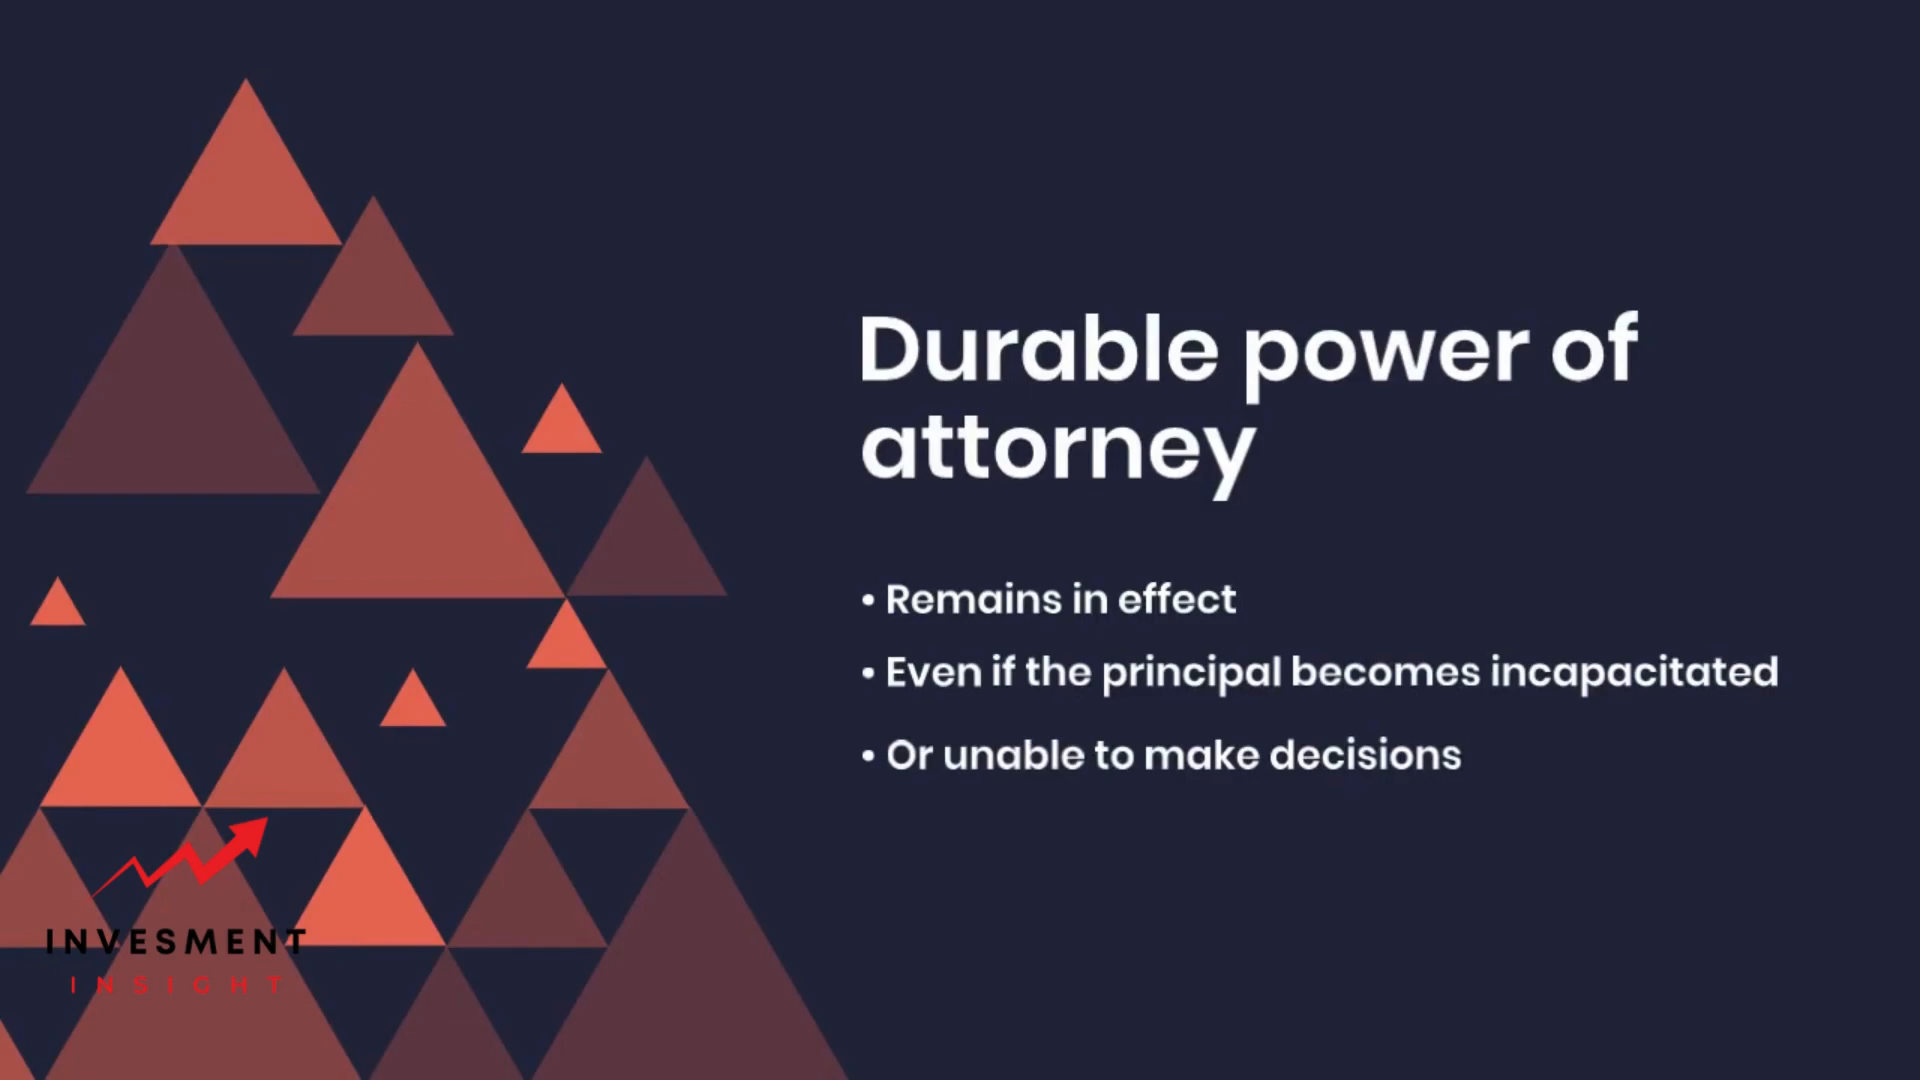 Durable power of
attorney
• Remains in effect
• Even if the principal becomes incapacitated
• Or unable to make decisions
INVESMENT
INSIGHT